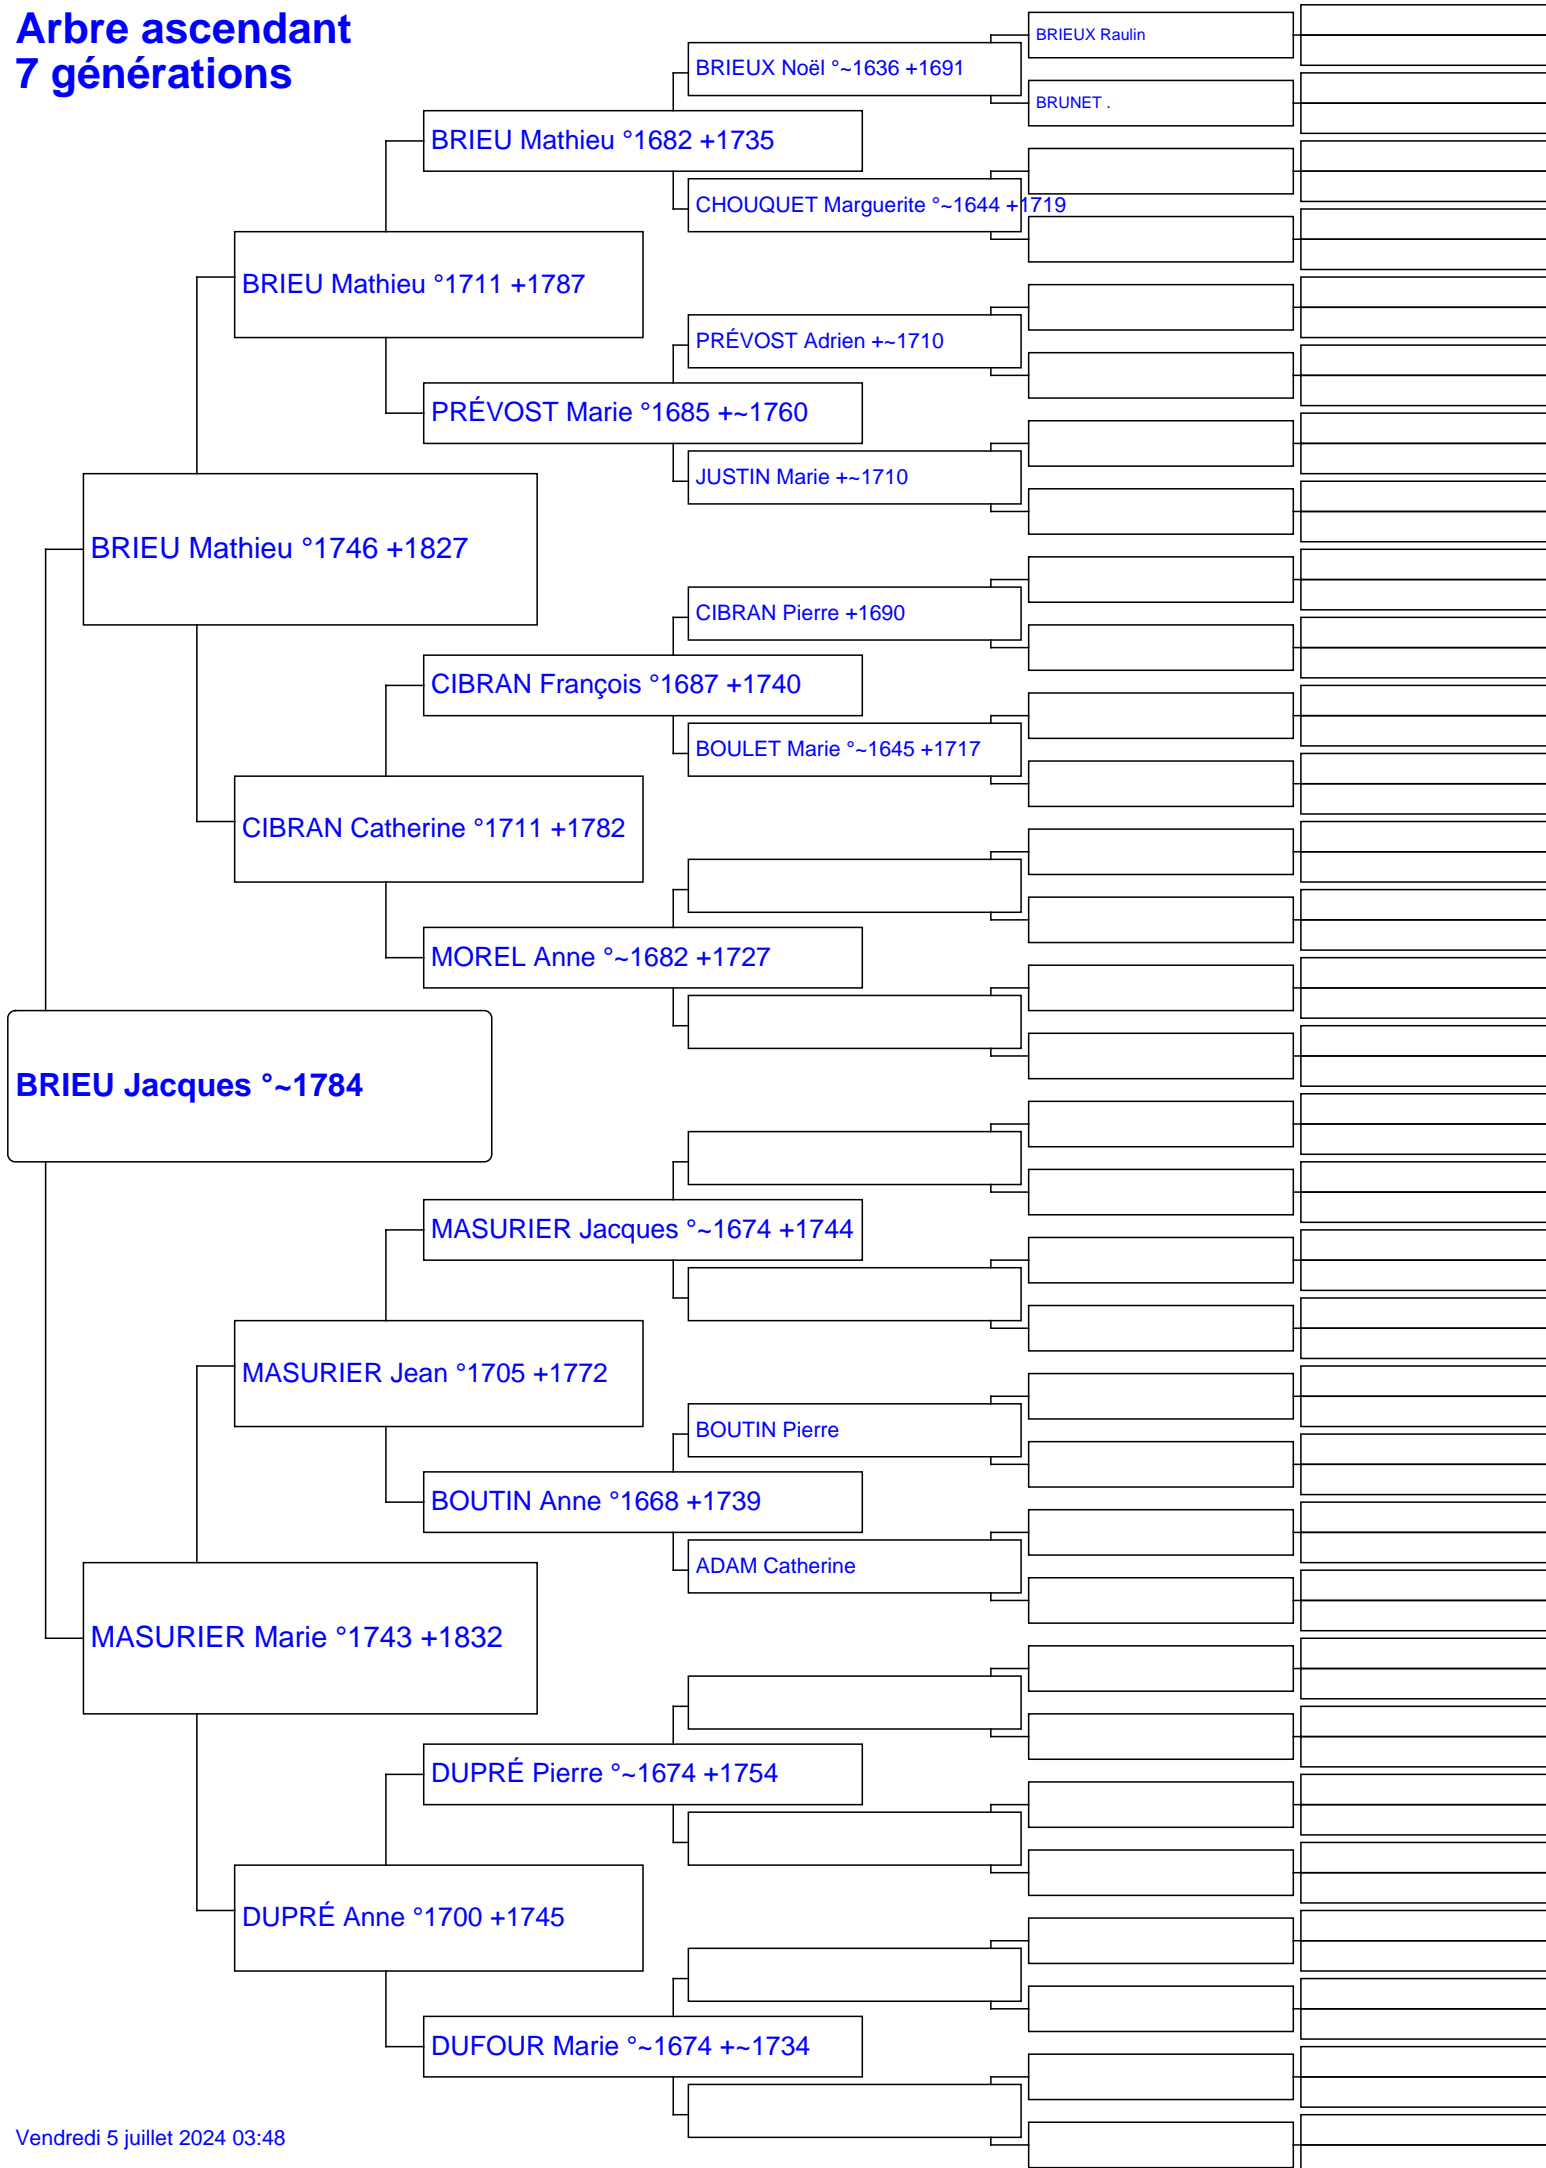 Arbre ascendant
7 générations
BRIEUX Raulin
BRIEUX Noël °~1636 +1691
BRUNET .
BRIEU Mathieu °1682 +1735
CHOUQUET Marguerite °~1644 +1719
BRIEU Mathieu °1711 +1787
PRÉVOST Adrien +~1710
PRÉVOST Marie °1685 +~1760
JUSTIN Marie +~1710
BRIEU Mathieu °1746 +1827
CIBRAN Pierre +1690
CIBRAN François °1687 +1740
BOULET Marie °~1645 +1717
CIBRAN Catherine °1711 +1782
MOREL Anne °~1682 +1727
BRIEU Jacques °~1784
MASURIER Jacques °~1674 +1744
MASURIER Jean °1705 +1772
BOUTIN Pierre
BOUTIN Anne °1668 +1739
ADAM Catherine
MASURIER Marie °1743 +1832
DUPRÉ Pierre °~1674 +1754
DUPRÉ Anne °1700 +1745
DUFOUR Marie °~1674 +~1734
Vendredi 5 juillet 2024 03:48